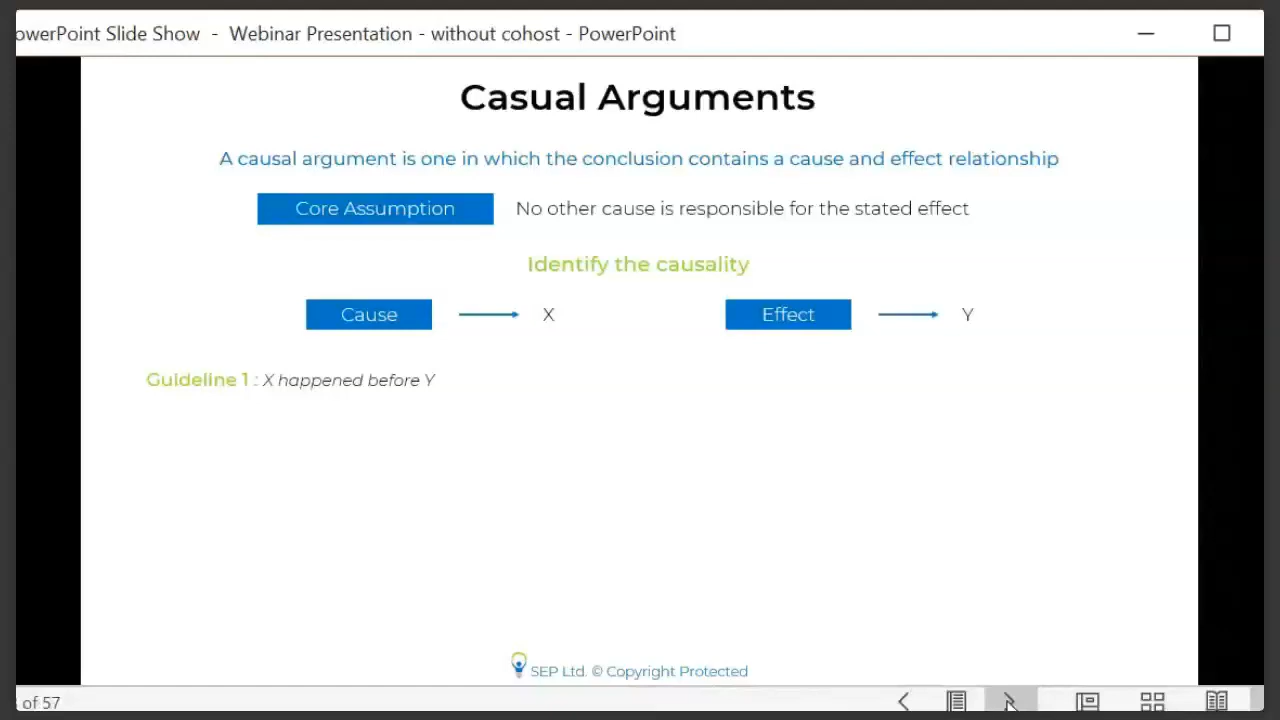 owerPoint Slide Show - Webinar Presentation - without cohost - PowerPoint
Casual Arguments
A causal argument is one in which the conclusion contains a cause and effect relationship
Core Assumption No other cause is responsible for the stated effect
Identify the causality
Cause X Effect Y
Guideline 1 : X happened before Y
SEP Ltd. © Copyright Protected
of 57